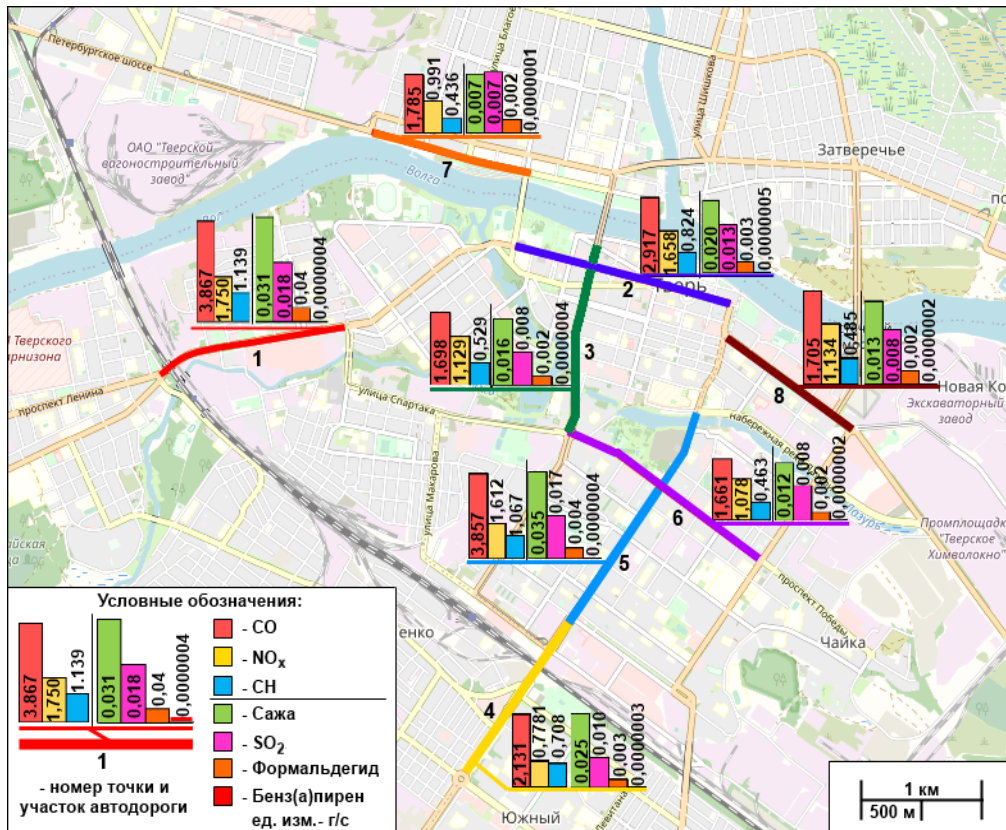 Петербургское шоссе
улица Благое
улица Шишкова
ОАО "Тверской
вагоностроительный
завод"
Затверечье
Волга
1,785
0,991
0,436
0,007
0,007
0,002
0,0000001
7
2,917
1,658
0,824
0,020
0,013
0,003
0,0000005
2
Тверь
3,867
1,750
1.139
0,031
0,018
0,04
0,0000004
1
Тверского
арнизона
проспект Ленина
1,698
1,129
0,529
0,016
0,008
0,002
0,0000004
3
1,705
1,134
0,485
0,013
0,008
0,002
0,0000002
8
Новая Ко
Экскаваторный
завод
улица Спартака
улица Макарова
набережная рек
Лазурь
3,857
1,612
1,067
0,035
0,017
0,004
0,0000004
5
1,661
1,078
0,463
0,012
0,008
0,002
0,0000002
6
Промплощадк
"Тверское
Химволокно"
проспект Победы
Чайка
енко
4
2,131
0,7781
0,708
0,025
0,010
0,003
0,0000003
Южный
Левитана
Условные обозначения:
3.867
1,750
1.139
0,031
0,018
0,04
0,0000004
1
- номер точки и
участок автодороги
- CO
- NOx
- CH
- Сажа
- SO2
- Формальдегид
- Бенз(а)пирен
ед. изм.- г/с
1 км
500 м